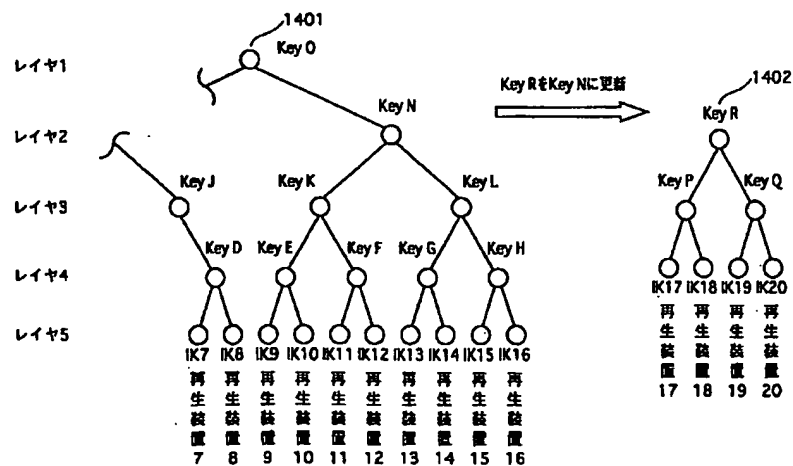 1401
レイヤ1
Key O
Key RをKey Nに更新
1402
レイヤ2
Key N
Key R
レイヤ3
Key J
Key K
Key L
Key P
Key Q
レイヤ4
Key D
Key E
Key F
Key G
Key H
IK17 IK18 IK19 IK20
レイヤ5
IK7 IK8 IK9 IK10 IK11 IK12 IK13 IK14 IK15 IK16
再生装置17
再生装置18
再生装置19
再生装置20
再生装置7
再生装置8
再生装置9
再生装置10
再生装置11
再生装置12
再生装置13
再生装置14
再生装置15
再生装置16